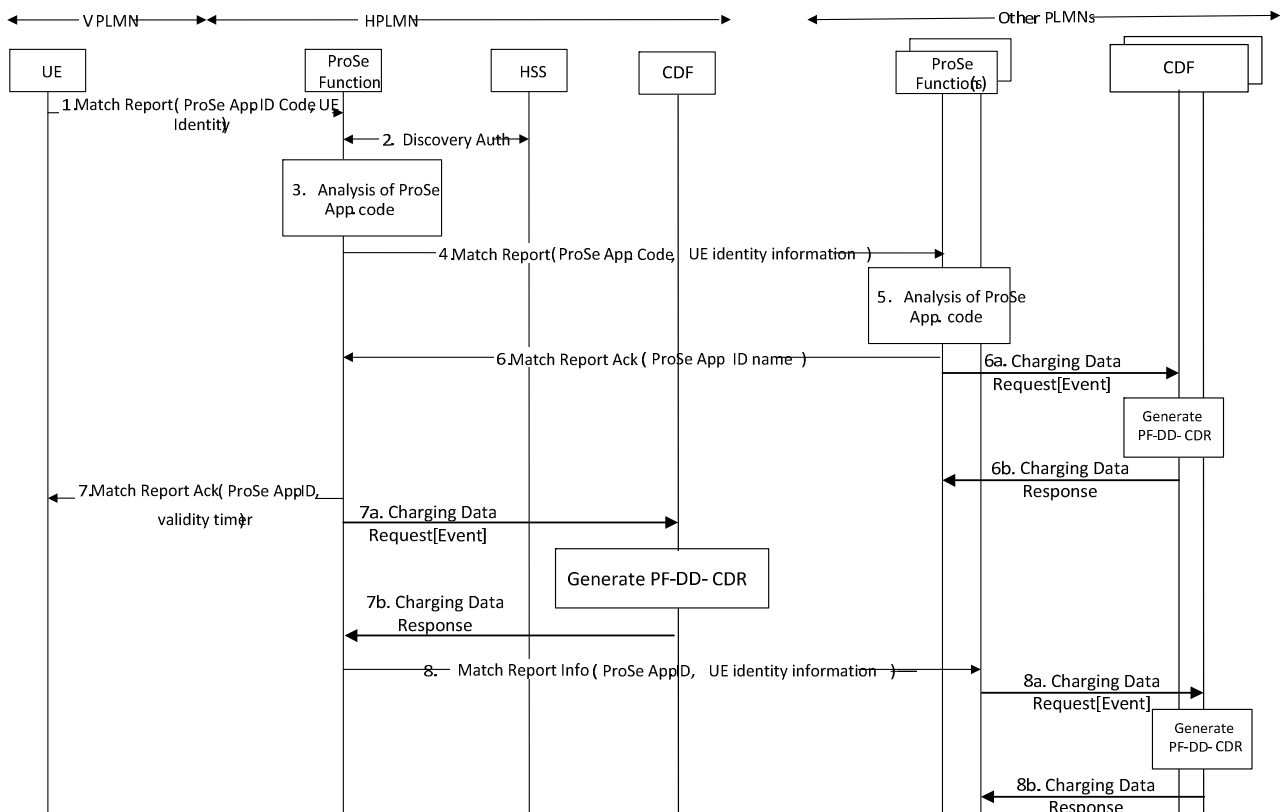 VPLMN
HPLMN
Other PLMNs
UE
ProSe
Function
HSS
CDF
ProSe
Function(s)
CDF
1.Match Report( ProSe App ID Code, UE
Identity)
2. Discovery Auth
3. Analysis of ProSe
App. code
4.Match Report( ProSe App. Code, UE identity information )
5. Analysis of ProSe
App. code
6.Match Report Ack ( ProSe App ID name )
6a. Charging Data
Request[Event]
Generate
PF-DD-CDR
6b. Charging Data
Response
7.Match Report Ack( ProSe App ID,
validity timer)
7a. Charging Data
Request[Event]
Generate PF-DD-CDR
7b. Charging Data
Response
8. Match Report Info ( ProSe App ID, UE identity information )
8a. Charging Data
Request[Event]
Generate
PF-DD-CDR
8b. Charging Data
Response